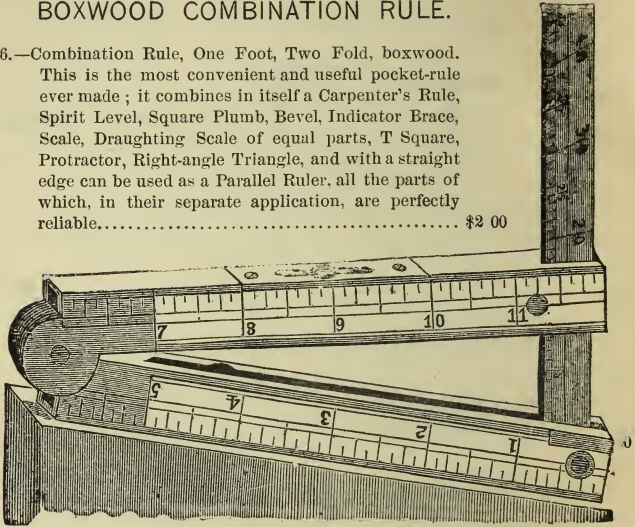 BOXWOOD COMBINATION RULE.
6.—Combination Rule, One Foot, Two Fold, boxwood.
This is the most convenient and useful pocket-rule
ever made ; it combines in itself a Carpenter's Rule,
Spirit Level, Square Plumb, Bevel, Indicator Brace,
Scale, Draughting Scale of equal parts, T Square,
Protractor, Right-angle Triangle, and with a straight
edge can be used as a Parallel Ruler, all the parts of
which, in their separate application, are perfectly
reliable........................................ $2 00
7 8 9 10 11
5 4 3 2 1